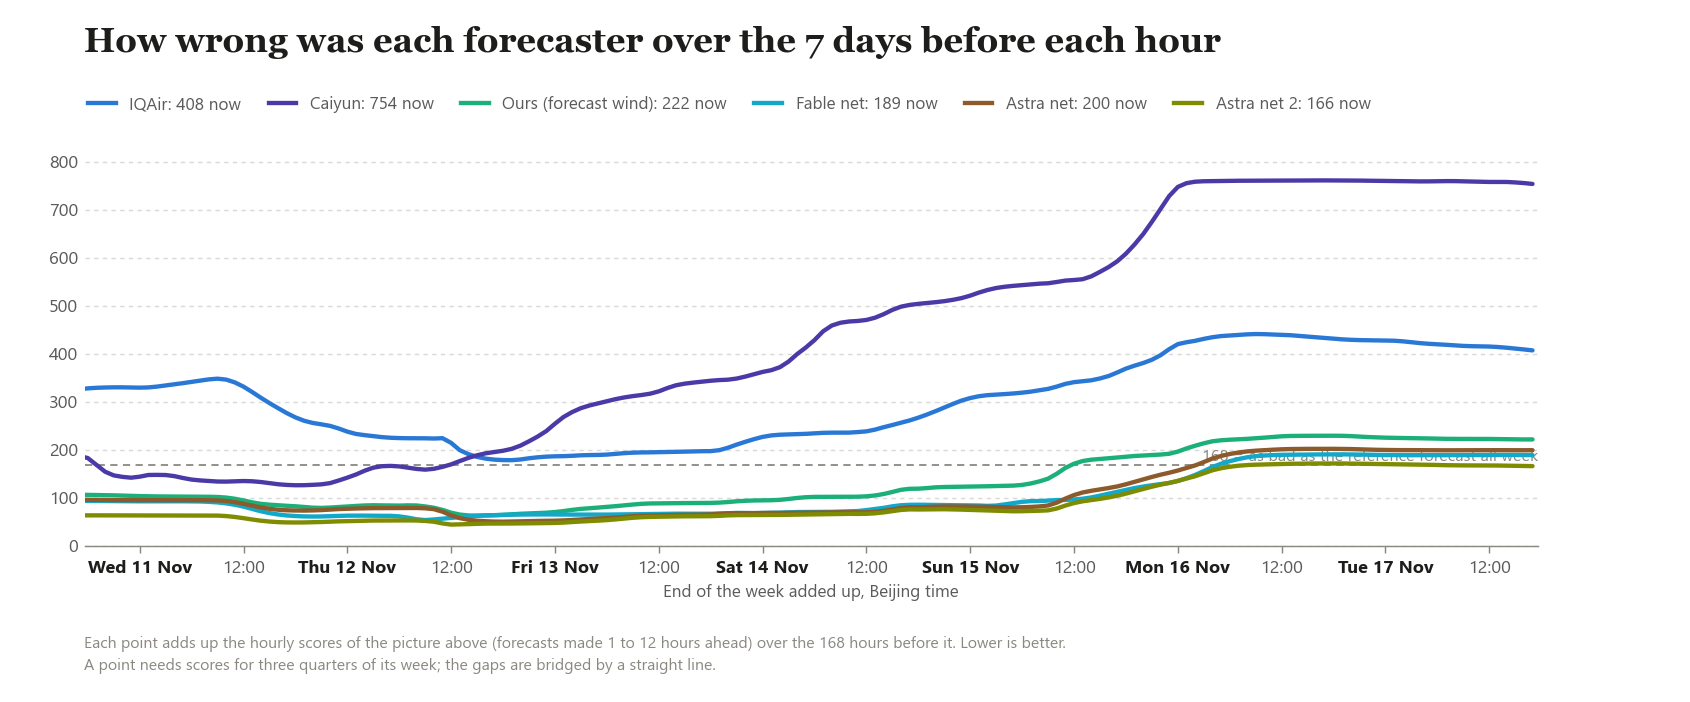 How wrong was each forecaster over the 7 days before each hour
IQAir: 408 now Caiyun: 754 now Ours (forecast wind): 222 now Fable net: 189 now Astra net: 200 now Astra net 2: 166 now
800
700
600
500
400
300
200
168 as bad as the reference forecast all week
100
0
Wed 11 Nov 12:00 Thu 12 Nov 12:00 Fri 13 Nov 12:00 Sat 14 Nov 12:00 Sun 15 Nov 12:00 Mon 16 Nov 12:00 Tue 17 Nov 12:00
End of the week added up, Beijing time
Each point adds up the hourly scores of the picture above (forecasts made 1 to 12 hours ahead) over the 168 hours before it. Lower is better.
A point needs scores for three quarters of its week; the gaps are bridged by a straight line.